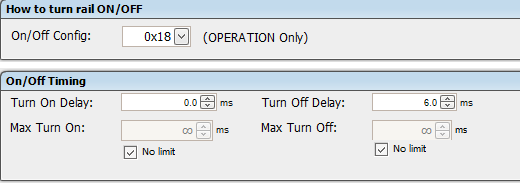 How to turn rail ON/OFF
On/Off Config: 0x18 (OPERATION Only)
On/Off Timing
Turn On Delay: 0.0 ms Turn Off Delay: 6.0 ms
Max Turn On: ∞ ms Max Turn Off: ∞ ms
No limit No limit